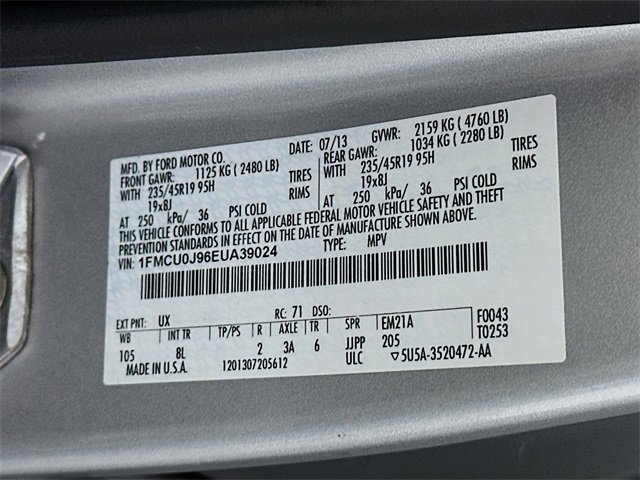 MFD. BY FORD MOTOR CO. DATE: 07/13 GVWR: 2159 KG ( 4760 LB)
FRONT GAWR: 1125 KG ( 2480 LB) REAR GAWR: 1034 KG ( 2280 LB)
WITH 235/45R19 95H TIRES WITH 235/45R19 95H TIRES
19x8J RIMS 19x8J RIMS
AT 250 kPa/ 36 PSI COLD AT 250 kPa/ 36 PSI COLD
THIS VEHICLE CONFORMS TO ALL APPLICABLE FEDERAL MOTOR VEHICLE SAFETY AND THEFT
PREVENTION STANDARDS IN EFFECT ON THE DATE OF MANUFACTURE SHOWN ABOVE.
VIN: 1FMCU0J96EUA39024 TYPE: MPV
EXT PNT: UX RC: 71 DSO: F0043
WB INT TR TP/PS R AXLE TR SPR EM21A T0253
105 8L 2 3A 6 JJPP 205
MADE IN U.S.A. 1201307205612 ULC ▽5U5A-3520472-AA